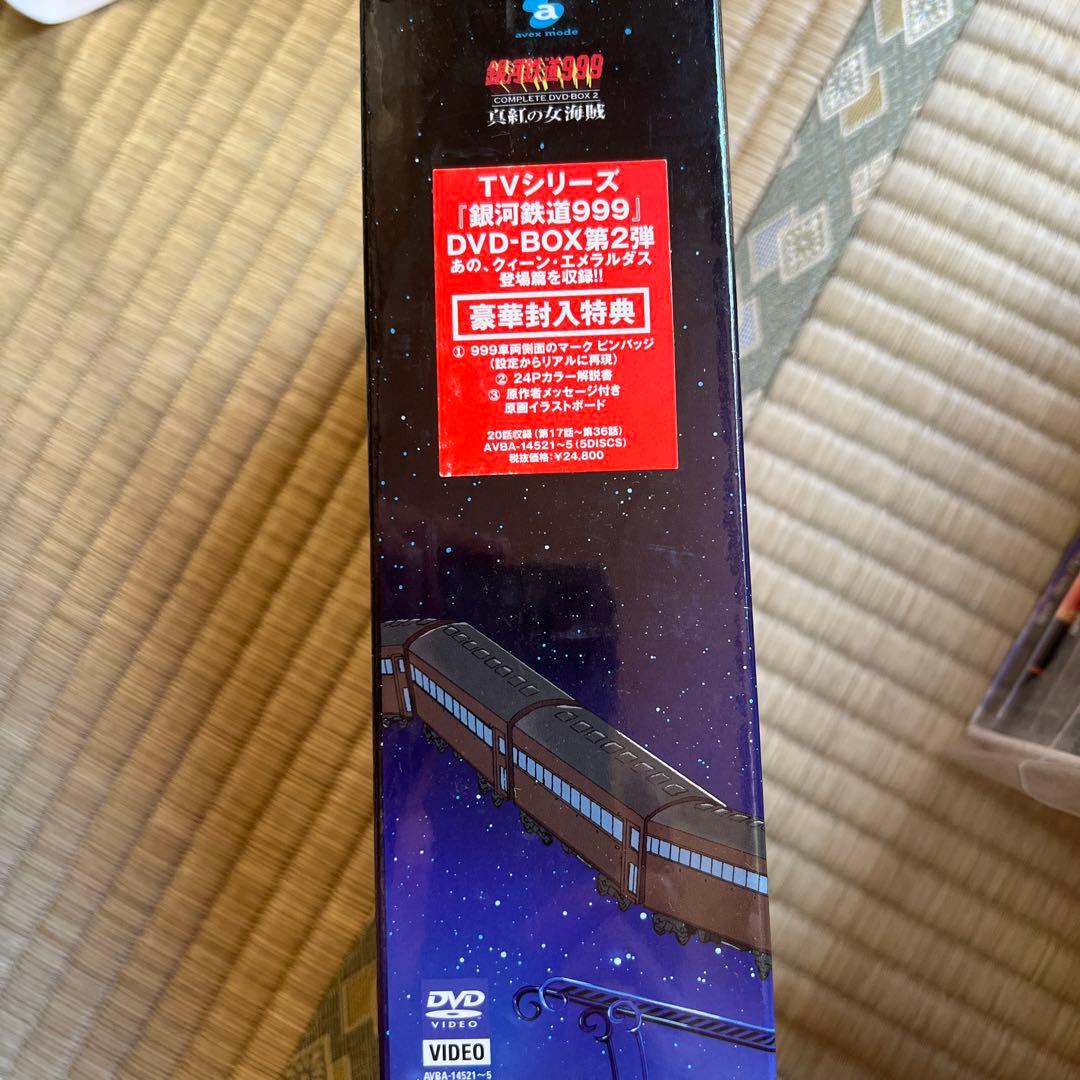 a
avex mode
銀河鉄道999
COMPLETE DVD-BOX 2
真紅の女海賊
TVシリーズ
『銀河鉄道999』
DVD-BOX第2弾
あの、クィーン・エメラルダス
登場篇を収録!!
豪華封入特典
① 999車両側面のマーク ピンバッジ
(設定からリアルに再現)
② 24Pカラー解説書
③ 原作者メッセージ付き
原画イラストボード
20話収録(第17話～第36話)
AVBA-14521～5(5DISCS)
税抜価格:¥24,800
DVD
VIDEO
VIDEO
AVBA-14521～5